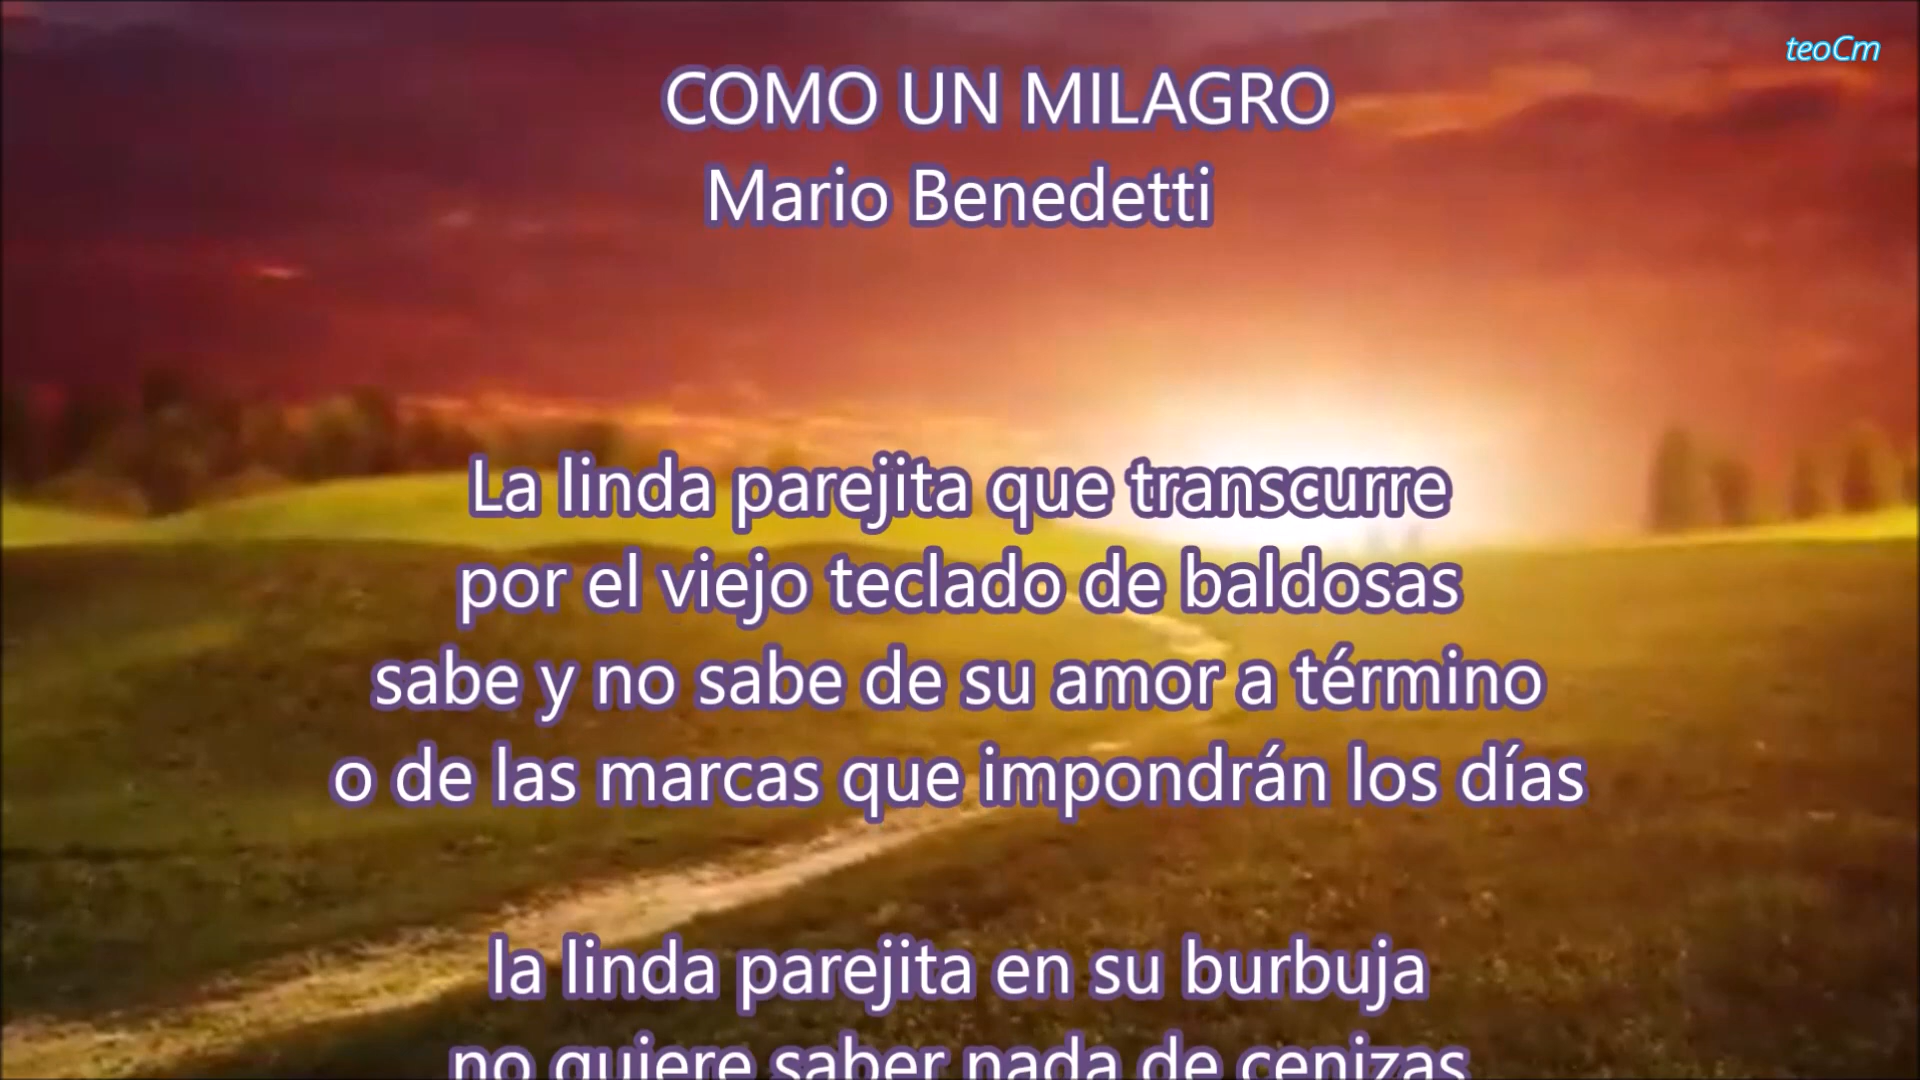 teoCm
COMO UN MILAGRO
Mario Benedetti
La linda parejita que transcurre
por el viejo teclado de baldosas
sabe y no sabe de su amor a término
o de las marcas que impondrán los días
la linda parejita en su burbuja
no quiere saber nada de cenizas